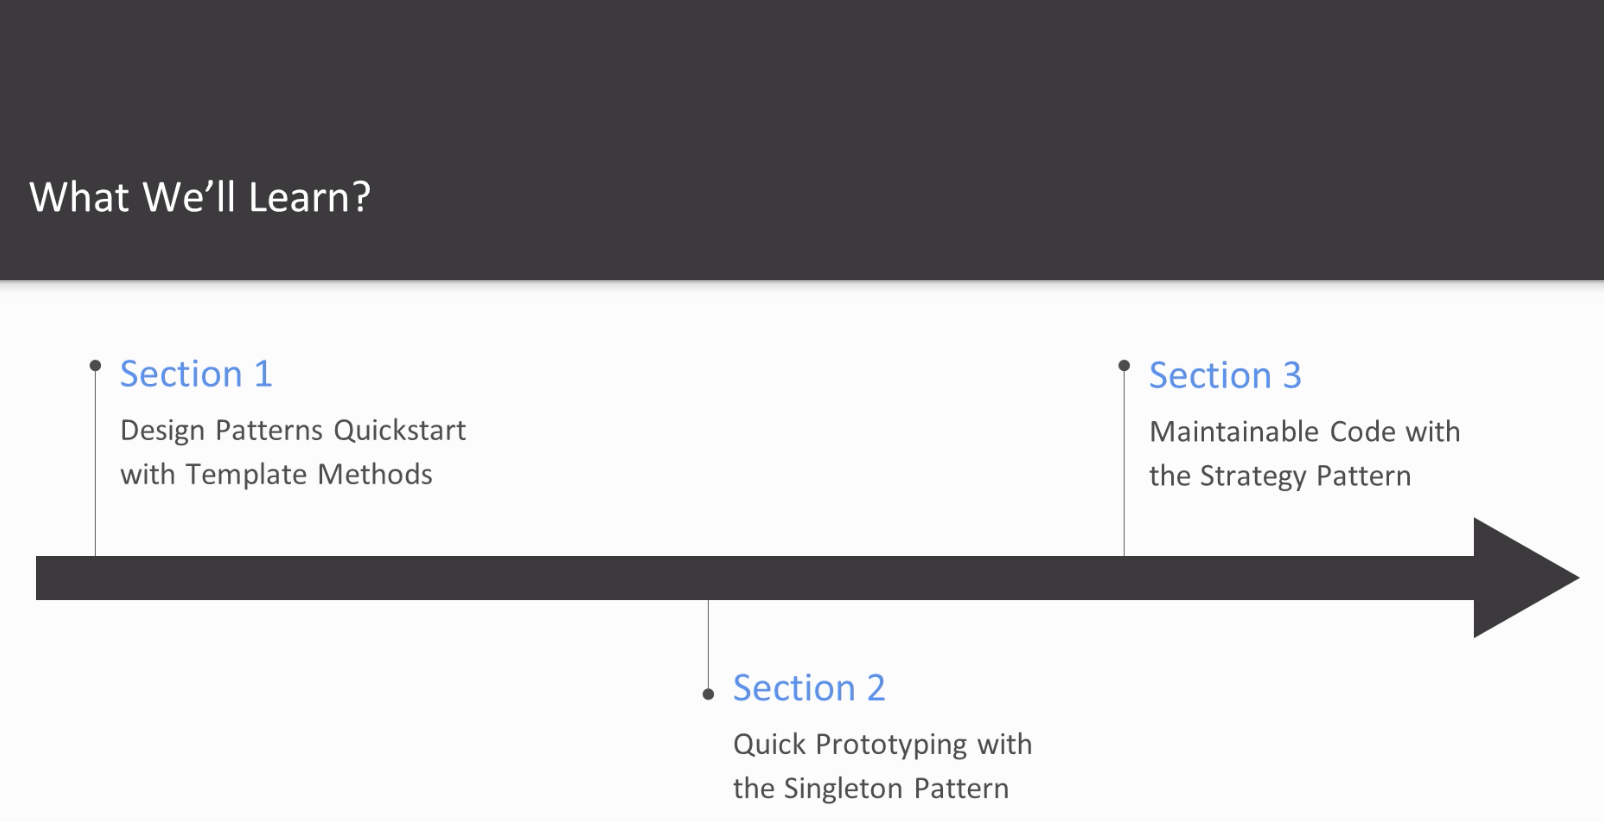 What We’ll Learn?
Section 1
Design Patterns Quickstart
with Template Methods
Section 3
Maintainable Code with
the Strategy Pattern
Section 2
Quick Prototyping with
the Singleton Pattern